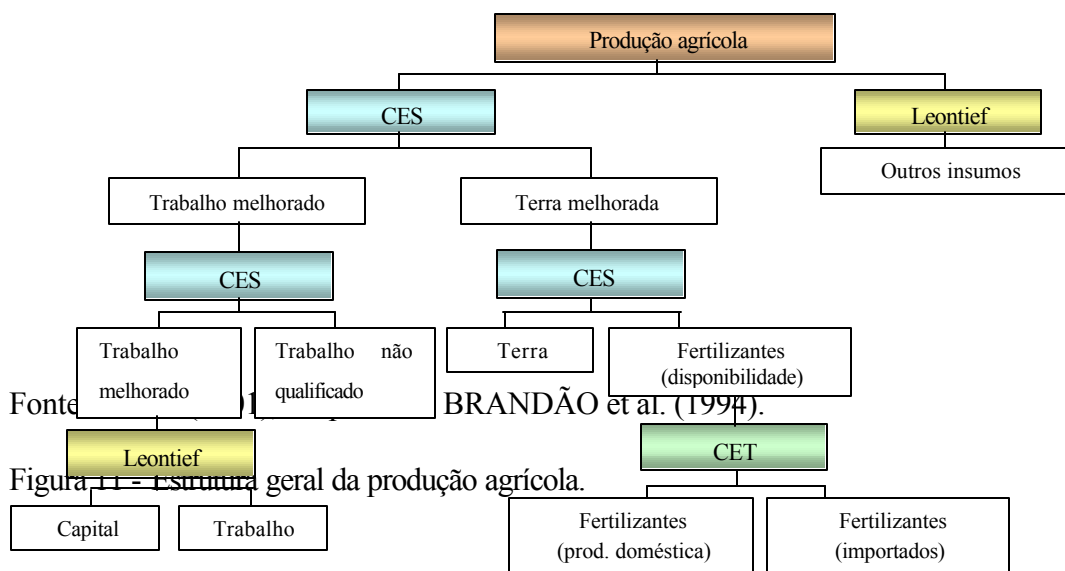 Produção agrícola
CES
Leontief
Outros insumos
Trabalho melhorado
Terra melhorada
CES
CES
Trabalho
melhorado
Trabalho não
qualificado
Terra
Fertilizantes
(disponibilidade)
Fonte BRANDÃO et al. (1994).
Leontief
CET
Figura 11 - Estrutura geral da produção agrícola.
Capital
Trabalho
Fertilizantes
(prod. doméstica)
Fertilizantes
(importados)